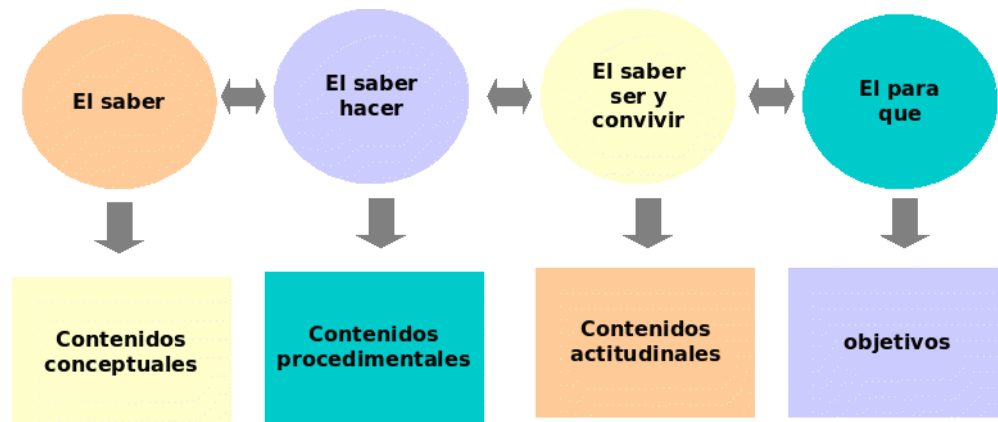 El saber
El saber
hacer
El saber
ser y
convivir
El para
que
Contenidos
conceptuales
Contenidos
procedimentales
Contenidos
actitudinales
objetivos